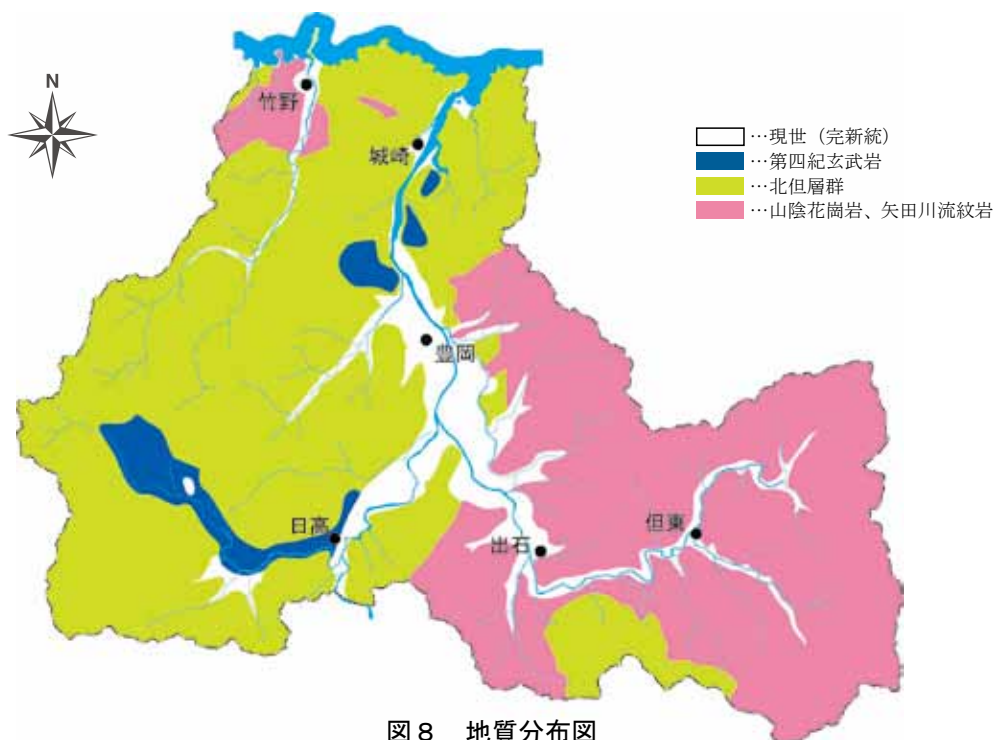 N
竹野
城崎
…現世（完新統）
…第四紀玄武岩
…北但層群
…山陰花崗岩、矢田川流紋岩
豊岡
日高
出石
但東
図８　地質分布図